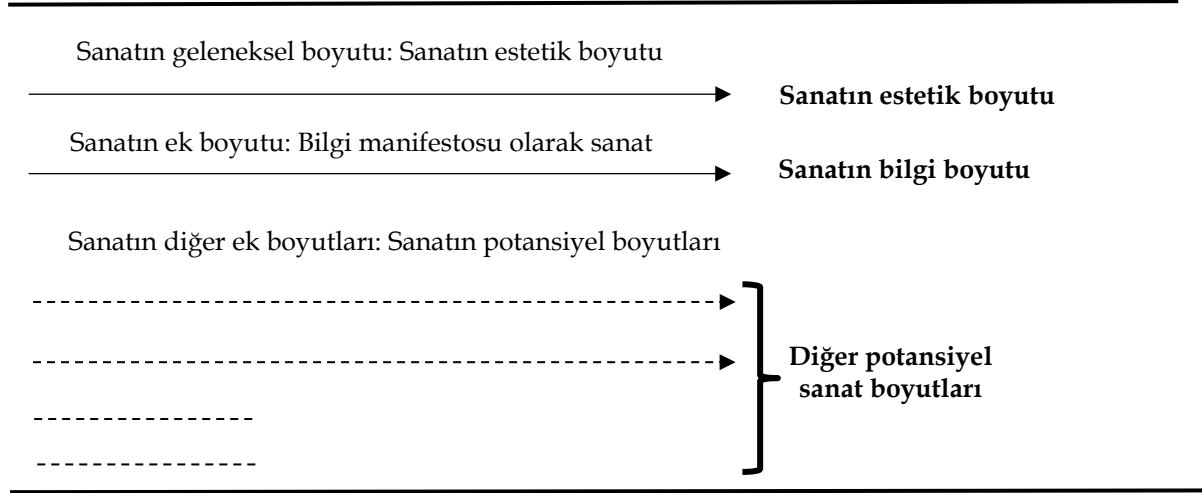 Sanatın geleneksel boyutu: Sanatın estetik boyutu
Sanatın estetik boyutu
Sanatın ek boyutu: Bilgi manifestosu olarak sanat
Sanatın bilgi boyutu
Sanatın diğer ek boyutları: Sanatın potansiyel boyutları
Diğer potansiyel
sanat boyutları